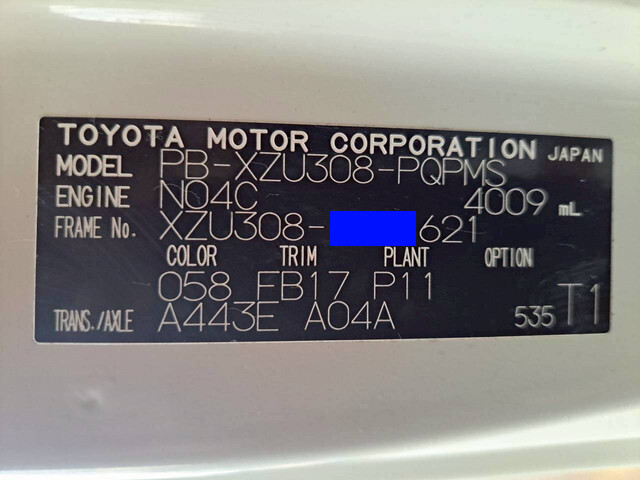 TOYOTA MOTOR CORPORATION JAPAN
MODEL PB-XZU308-PQPMS
ENGINE N04C 4009 mL
FRAME No. XZU308- 621
COLOR TRIM PLANT OPTION
058 FB17 P11
TRANS./AXLE A443E A04A 535 T1